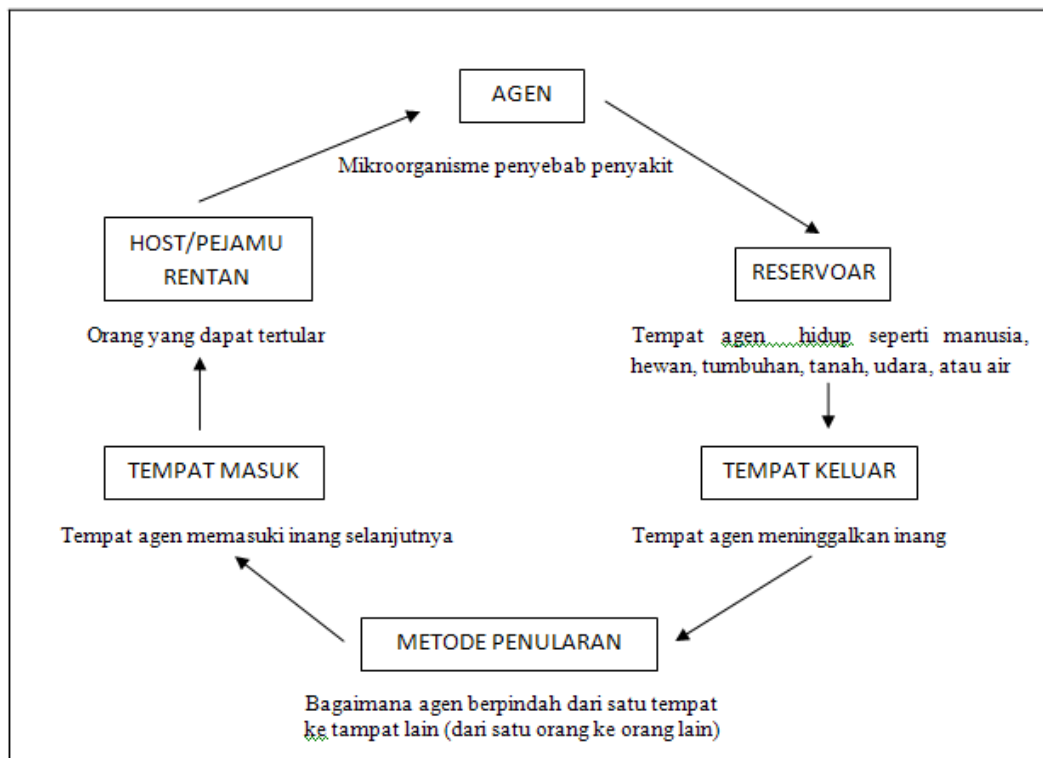 AGEN
Mikroorganisme penyebab penyakit
RESERVOAR
Tempat agen hidup seperti manusia,
hewan, tumbuhan, tanah, udara, atau air
TEMPAT KELUAR
Tempat agen meninggalkan inang
METODE PENULARAN
Bagaimana agen berpindah dari satu tempat
ke tampat lain (dari satu orang ke orang lain)
TEMPAT MASUK
Tempat agen memasuki inang selanjutnya
HOST/PEJAMU
RENTAN
Orang yang dapat tertular